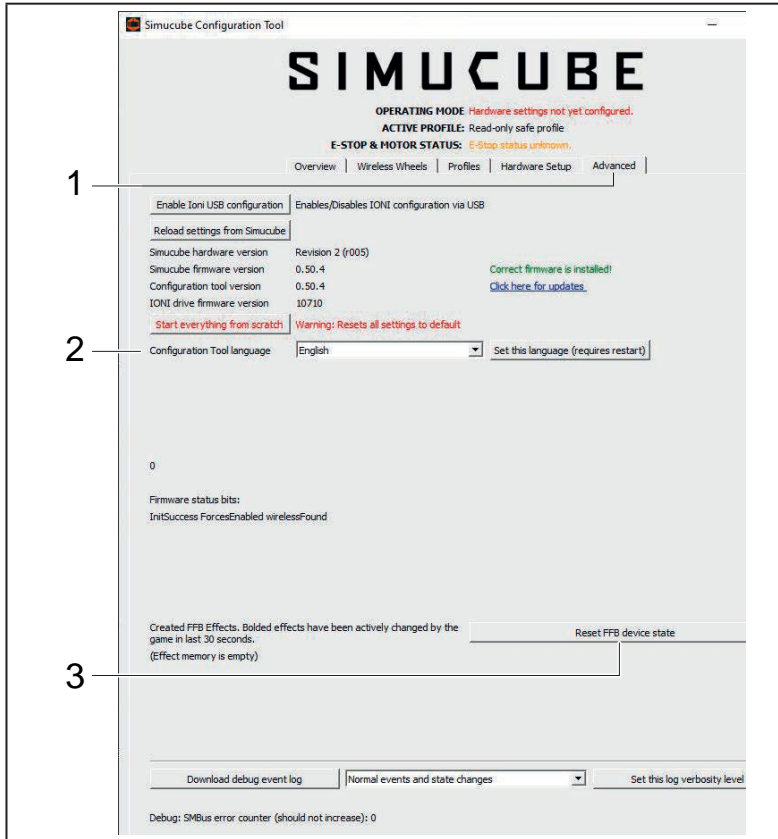 Simucube Configuration Tool
SIMUCUBE
OPERATING MODE Hardware settings not yet configured.
ACTIVE PROFILE: Read-only safe profile
E-STOP & MOTOR STATUS: E-Stop status unknown.
1
Overview Wireless Wheels Profiles Hardware Setup Advanced
Enable Ioni USB configuration Enables/Disables IONI configuration via USB
Reload settings from Simucube
Simucube hardware version Revision 2 (r005)
Simucube firmware version 0.50.4 Correct firmware is installed!
Configuration tool version 0.50.4 Click here for updates
IONI drive firmware version 10710
Start everything from scratch Warning: Resets all settings to default
2
Configuration Tool language English Set this language (requires restart)
0
Firmware status bits:
InitSuccess ForcesEnabled wirelessFound
Created FFB Effects. Bolded effects have been actively changed by the
game in last 30 seconds.
Reset FFB device state
(Effect memory is empty)
3
Download debug event log Normal events and state changes Set this log verbosity level
Debug: SMBus error counter (should not increase): 0